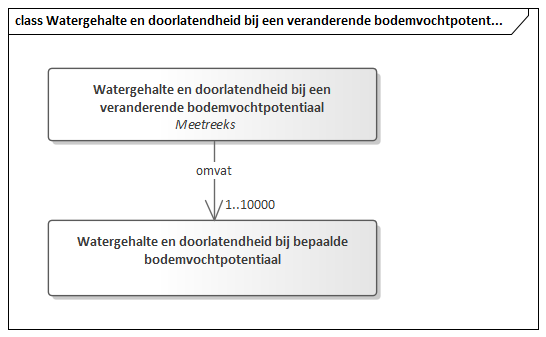 class Watergehalte en doorlatendheid bij een veranderende bodemvochtpotent...
Watergehalte en doorlatendheid bij een
veranderende bodemvochtpotentiaal
Meetreeks
omvat
1..10000
Watergehalte en doorlatendheid bij bepaalde
bodemvochtpotentiaal